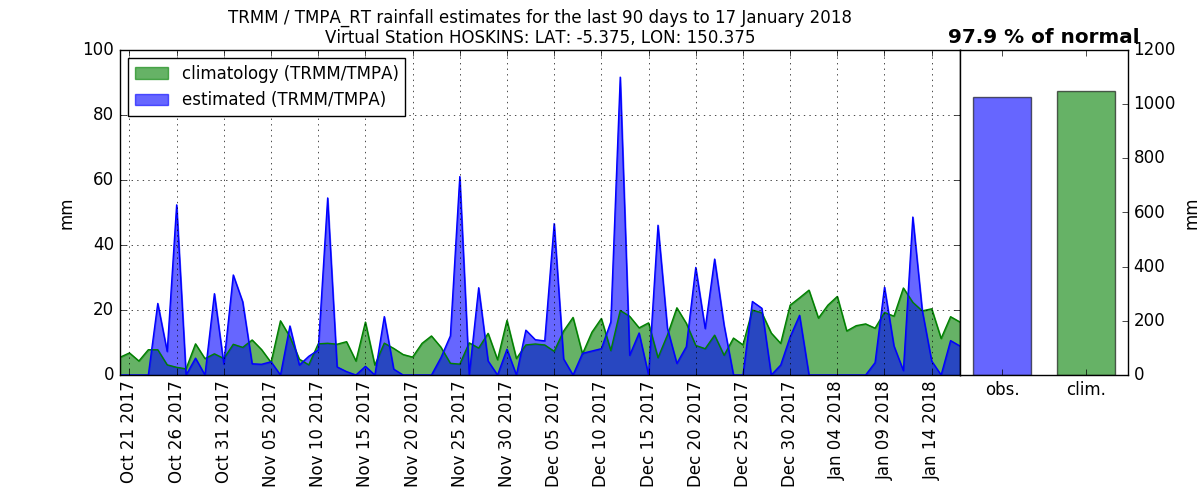 TRMM / TMPA_RT rainfall estimates for the last 90 days to 17 January 2018
Virtual Station HOSKINS: LAT: -5.375, LON: 150.375
97.9 % of normal
climatology (TRMM/TMPA)
estimated (TRMM/TMPA)
100
80
60
40
20
0
mm
1200
1000
800
600
400
200
0
mm
Oct 21 2017
Oct 26 2017
Oct 31 2017
Nov 05 2017
Nov 10 2017
Nov 15 2017
Nov 20 2017
Nov 25 2017
Nov 30 2017
Dec 05 2017
Dec 10 2017
Dec 15 2017
Dec 20 2017
Dec 25 2017
Dec 30 2017
Jan 04 2018
Jan 09 2018
Jan 14 2018
obs.
clim.